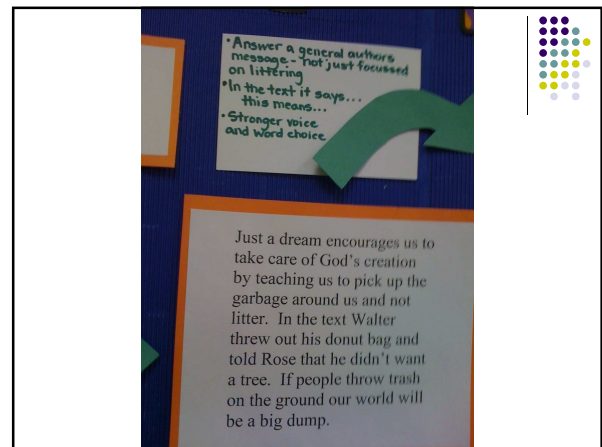 •Answer a general authors
message - not just focussed
on littering
•In the text it says...
this means...
•Stronger voice
and word choice
Just a dream encourages us to
take care of God's creation
by teaching us to pick up the
garbage around us and not
litter. In the text Walter
threw out his donut bag and
told Rose that he didn't want
a tree. If people throw trash
on the ground our world will
be a big dump.